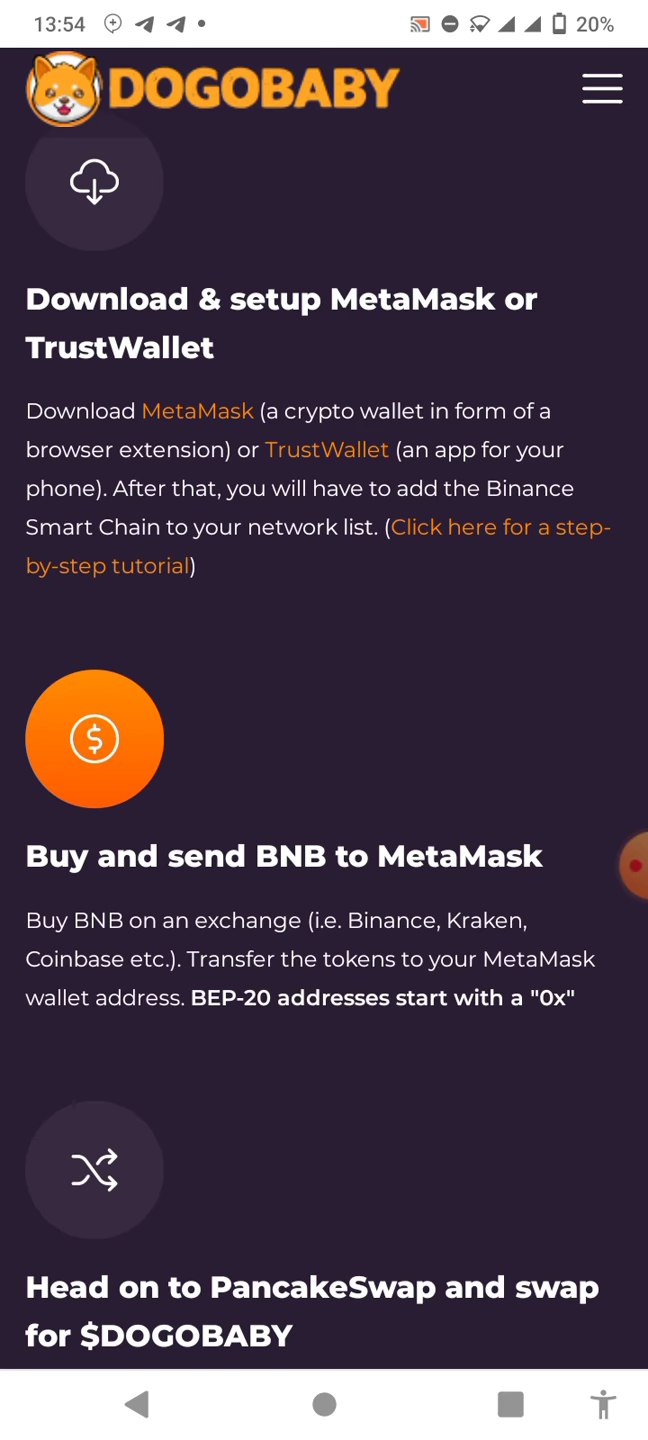 13:54
20%
DOGOBABY
Download & setup MetaMask or
TrustWallet
Download MetaMask (a crypto wallet in form of a
browser extension) or TrustWallet (an app for your
phone). After that, you will have to add the Binance
Smart Chain to your network list. (Click here for a step-
by-step tutorial)
Buy and send BNB to MetaMask
Buy BNB on an exchange (i.e. Binance, Kraken,
Coinbase etc.). Transfer the tokens to your MetaMask
wallet address. BEP-20 addresses start with a "0x"
Head on to PancakeSwap and swap
for $DOGOBABY